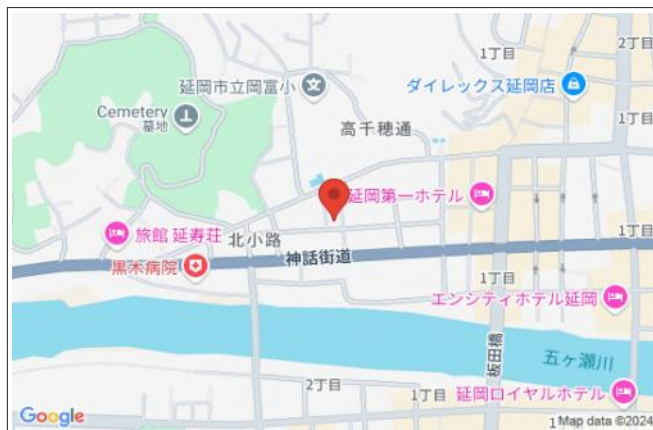 1丁目
2丁目
延岡市立岡富小
ダイレックス延岡店
Cemetery
墓地
高千穂通
1丁目
延岡第一ホテル
旅館 延寿荘
北小路
1丁目
黒木病院
神話街道
1丁目
エンシティホテル延岡
板田橋
五ヶ瀬川
2丁目
延岡ロイヤルホテル
Google
1
Map data ©2024